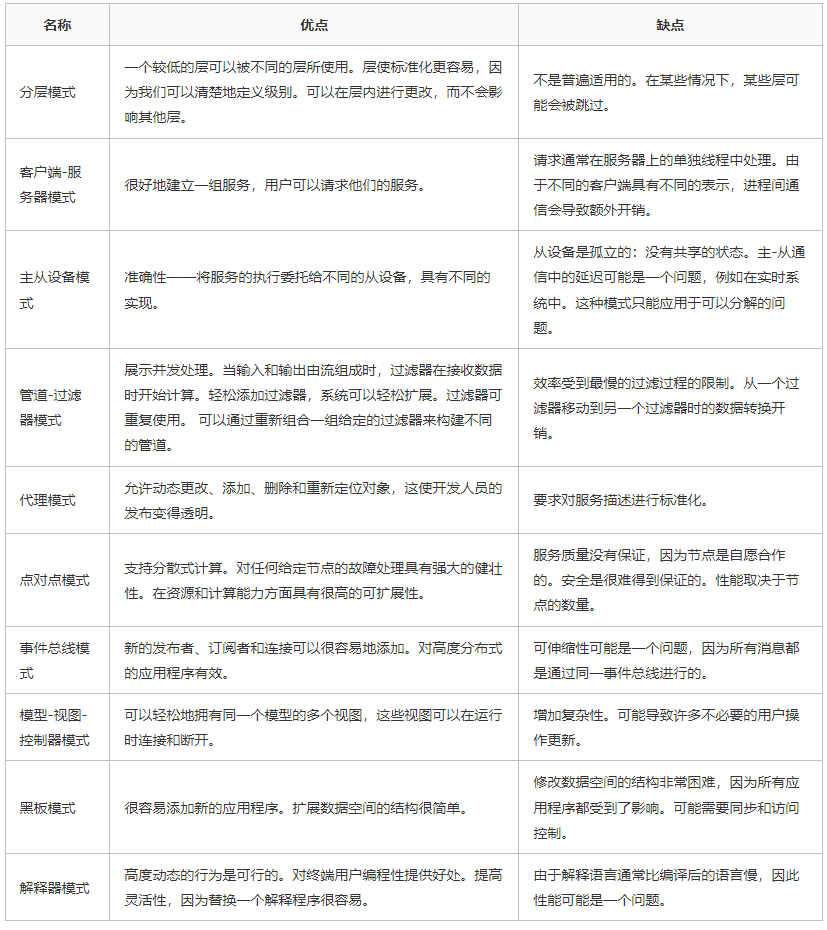 名称
优点
缺点
分层模式
一个较低的层可以被不同的层所使用。层使标准化更容易，因
为我们可以清楚地定义级别。可以在层内进行更改，而不会影
响其他层。
不是普遍适用的。在某些情况下，某些层可
能会被跳过。
客户端-服
务器模式
很好地建立一组服务，用户可以请求他们的服务。
请求通常在服务器上的单独线程中处理。由
于不同的客户端具有不同的表示，进程间通
信会导致额外开销。
主从设备模
式
准确性——将服务的执行委托给不同的从设备，具有不同的
实现。
从设备是孤立的：没有共享的状态。主-从通
信中的延迟可能是一个问题，例如在实时系
统中。这种模式只能应用于可以分解的问
题。
管道-过滤
器模式
展示并发处理。当输入和输出由流组成时，过滤器在接收数据
时开始计算。轻松添加过滤器，系统可以轻松扩展。过滤器可
重复使用。 可以通过重新组合一组给定的过滤器来构建不同
的管道。
效率受到最慢的过滤过程的限制。从一个过
滤器移动到另一个过滤器时的数据转换开
销。
代理模式
允许动态更改、添加、删除和重新定位对象，这使开发人员的
发布变得透明。
要求对服务描述进行标准化。
点对点模式
支持分散式计算。对任何给定节点的故障处理具有强大的健壮
性。在资源和计算能力方面具有很高的可扩展性。
服务质量没有保证，因为节点是自愿合作
的。安全是很难得到保证的。性能取决于节
点的数量。
事件总线模
式
新的发布者、订阅者和连接可以很容易地添加。对高度分布式
的应用程序有效。
可伸缩性可能是一个问题，因为所有消息都
是通过同一事件总线进行的。
模型-视图-
控制器模式
可以轻松地拥有同一个模型的多个视图，这些视图可以在运行
时连接和断开。
增加复杂性。可能导致许多不必要的用户操
作更新。
黑板模式
很容易添加新的应用程序。扩展数据空间的结构很简单。
修改数据空间的结构非常困难，因为所有应
用程序都受到了影响。可能需要同步和访问
控制。
解释器模式
高度动态的行为是可行的。对终端用户编程性提供好处。提高
灵活性，因为替换一个解释程序很容易。
由于解释语言通常比编译后的语言慢，因此
性能可能是一个问题。